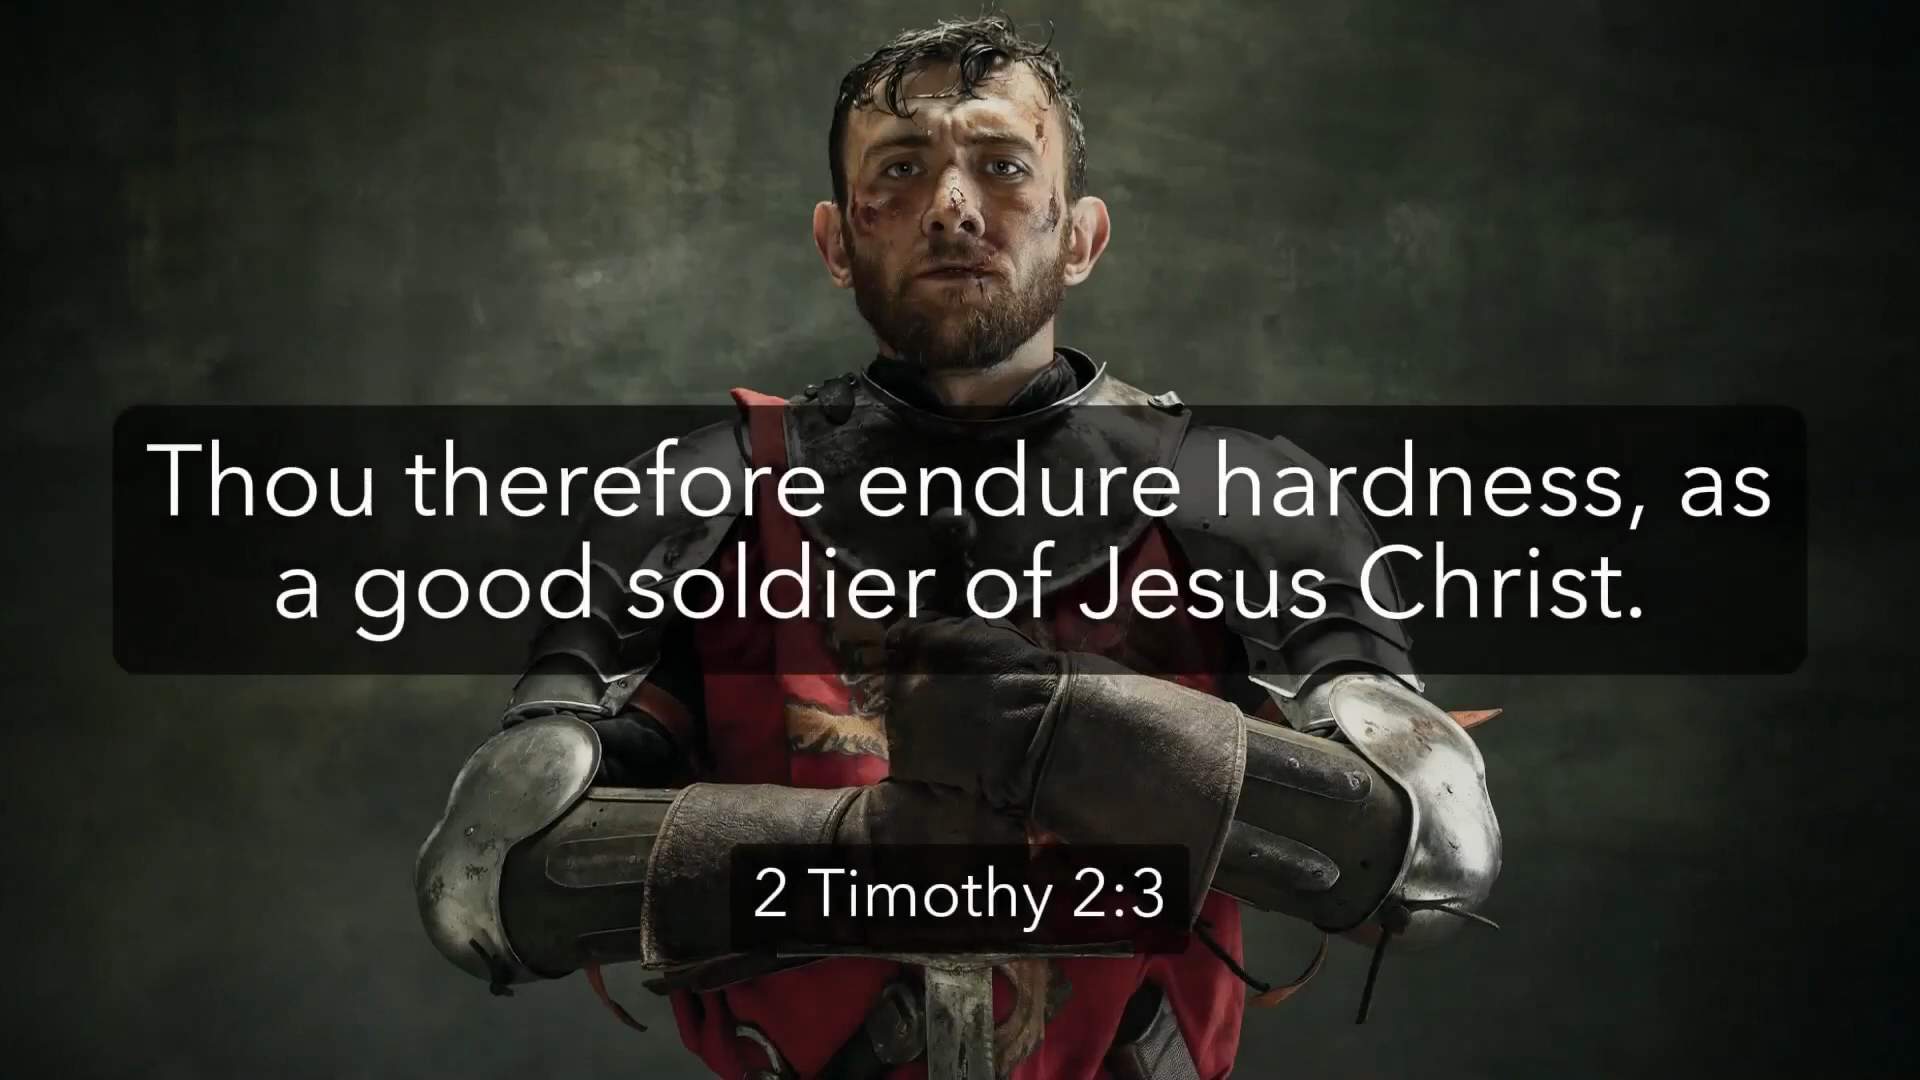 Thou therefore endure hardness, as
a good soldier of Jesus Christ.
2 Timothy 2:3